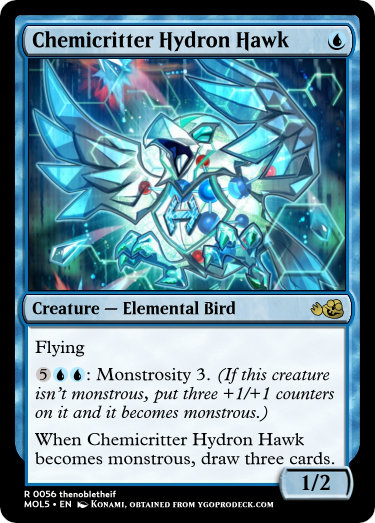 Chemicritter Hydron Hawk
Creature — Elemental Bird
Flying
5: Monstrosity 3. (If this creature
isn't monstrous, put three +1/+1 counters
on it and it becomes monstrous.)
When Chemicritter Hydron Hawk
becomes monstrous, draw three cards.
1/2
R 0056 thenobletheif
MOL5 • EN KONAMI, OBTAINED FROM YGOPRODECK.COM